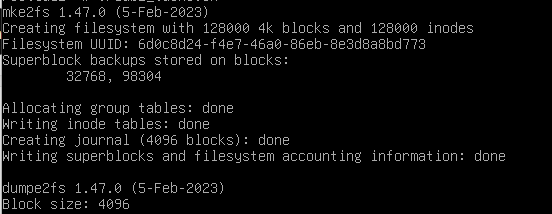 mke2fs 1.47.0 (5-Feb-2023)
Creating filesystem with 128000 4k blocks and 128000 inodes
Filesystem UUID: 6d0c8d24-f4e7-46a0-86eb-8e3d8a8bd773
Superblock backups stored on blocks:
32768, 98304
Allocating group tables: done
Writing inode tables: done
Creating journal (4096 blocks): done
Writing superblocks and filesystem accounting information: done
dumpe2fs 1.47.0 (5-Feb-2023)
Block size: 4096